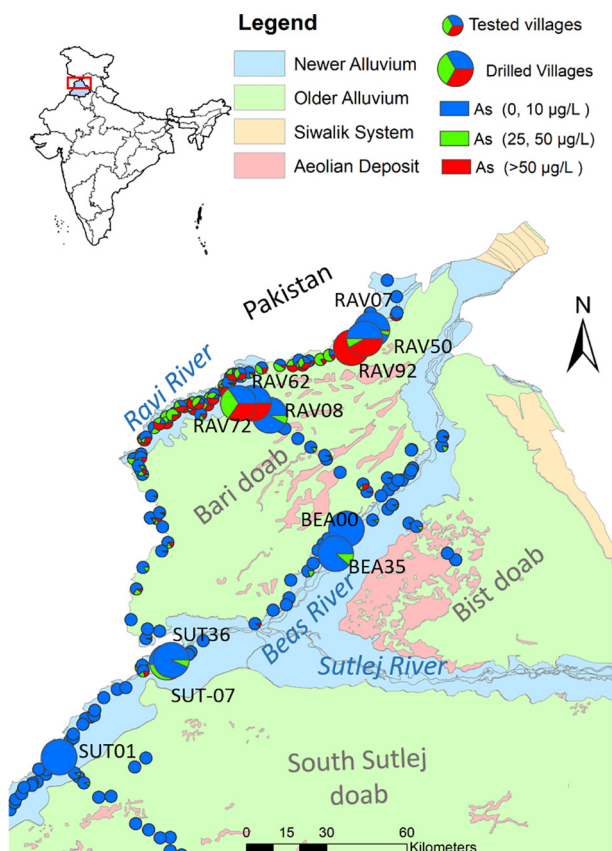 Legend
Newer Alluvium
Older Alluvium
Siwalik System
Aeolian Deposit
Tested villages
Drilled Villages
As (0, 10 µg/L )
As (25, 50 µg/L)
As (>50 µg/L)
Pakistan
N
RAV07
RAV50
RAV92
Ravi River
RAV62
RAV08
RAV72
Bari doab
BEA00
BEA35
Bist doab
Beas River
SUT36
Sutlej River
SUT-07
SUT01
South Sutlej
doab
0 15 30 60
Kilometers